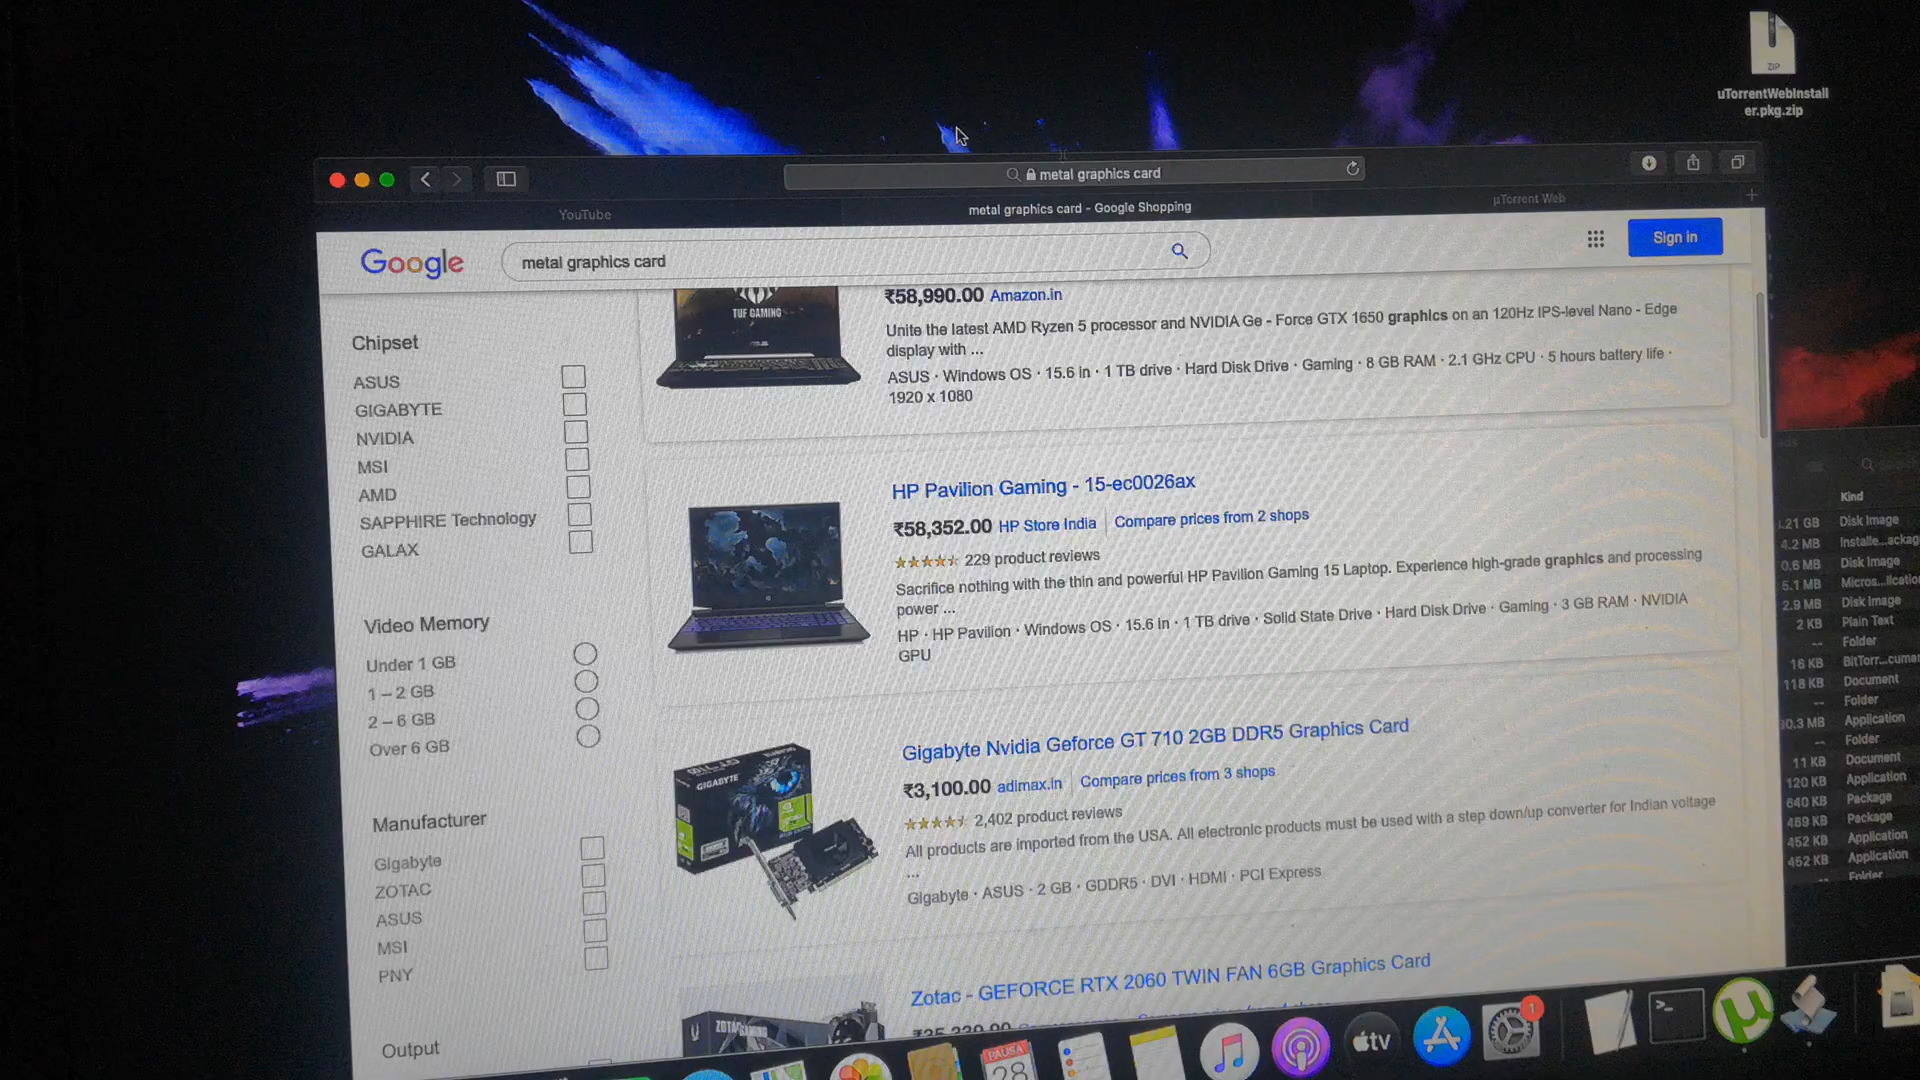 ZIP
uTorrentWebInstall
er.pkg.zip
metal graphics card
YouTube
metal graphics card - Google Shopping
µTorrent Web
Google
metal graphics card
Sign in
Chipset
ASUS
GIGABYTE
NVIDIA
MSI
AMD
SAPPHIRE Technology
GALAX
Video Memory
Under 1 GB
1 – 2 GB
2 – 6 GB
Over 6 GB
Manufacturer
Gigabyte
ZOTAC
ASUS
MSI
PNY
Output
TUF GAMING
₹58,990.00 Amazon.in
Unite the latest AMD Ryzen 5 processor and NVIDIA Ge - Force GTX 1650 graphics on an 120Hz IPS-level Nano - Edge
display with ...
ASUS · Windows OS · 15.6 in · 1 TB drive · Hard Disk Drive · Gaming · 8 GB RAM · 2.1 GHz CPU · 5 hours battery life ·
1920 x 1080
HP Pavilion Gaming - 15-ec0026ax
₹58,352.00 HP Store India Compare prices from 2 shops
229 product reviews
Sacrifice nothing with the thin and powerful HP Pavilion Gaming 15 Laptop. Experience high-grade graphics and processing
power ...
HP · HP Pavilion · Windows OS · 15.6 in · 1 TB drive · Solid State Drive · Hard Disk Drive · Gaming · 3 GB RAM · NVIDIA
GPU
GIGABYTE
Gigabyte Nvidia Geforce GT 710 2GB DDR5 Graphics Card
₹3,100.00 adimax.in Compare prices from 3 shops
2,402 product reviews
All products are imported from the USA. All electronic products must be used with a step down/up converter for Indian voltage
...
Gigabyte · ASUS · 2 GB · GDDR5 · DVI · HDMI · PCI Express
ZOTAC GAMING
Zotac - GEFORCE RTX 2060 TWIN FAN 6GB Graphics Card
Kind
Disk Image
4.2 MB Installe...ackag
0.6 MB Disk Image
5.1 MB Micros...licatio
2.9 MB Disk Image
2 KB Plain Text
-- Folder
16 KB BitTorr...cume
118 KB Document
-- Folder
Application
-- Folder
11 KB Document
120 KB Application
640 KB Package
469 KB Package
452 KB Application
452 KB Application
-- Folder
28
tv
1